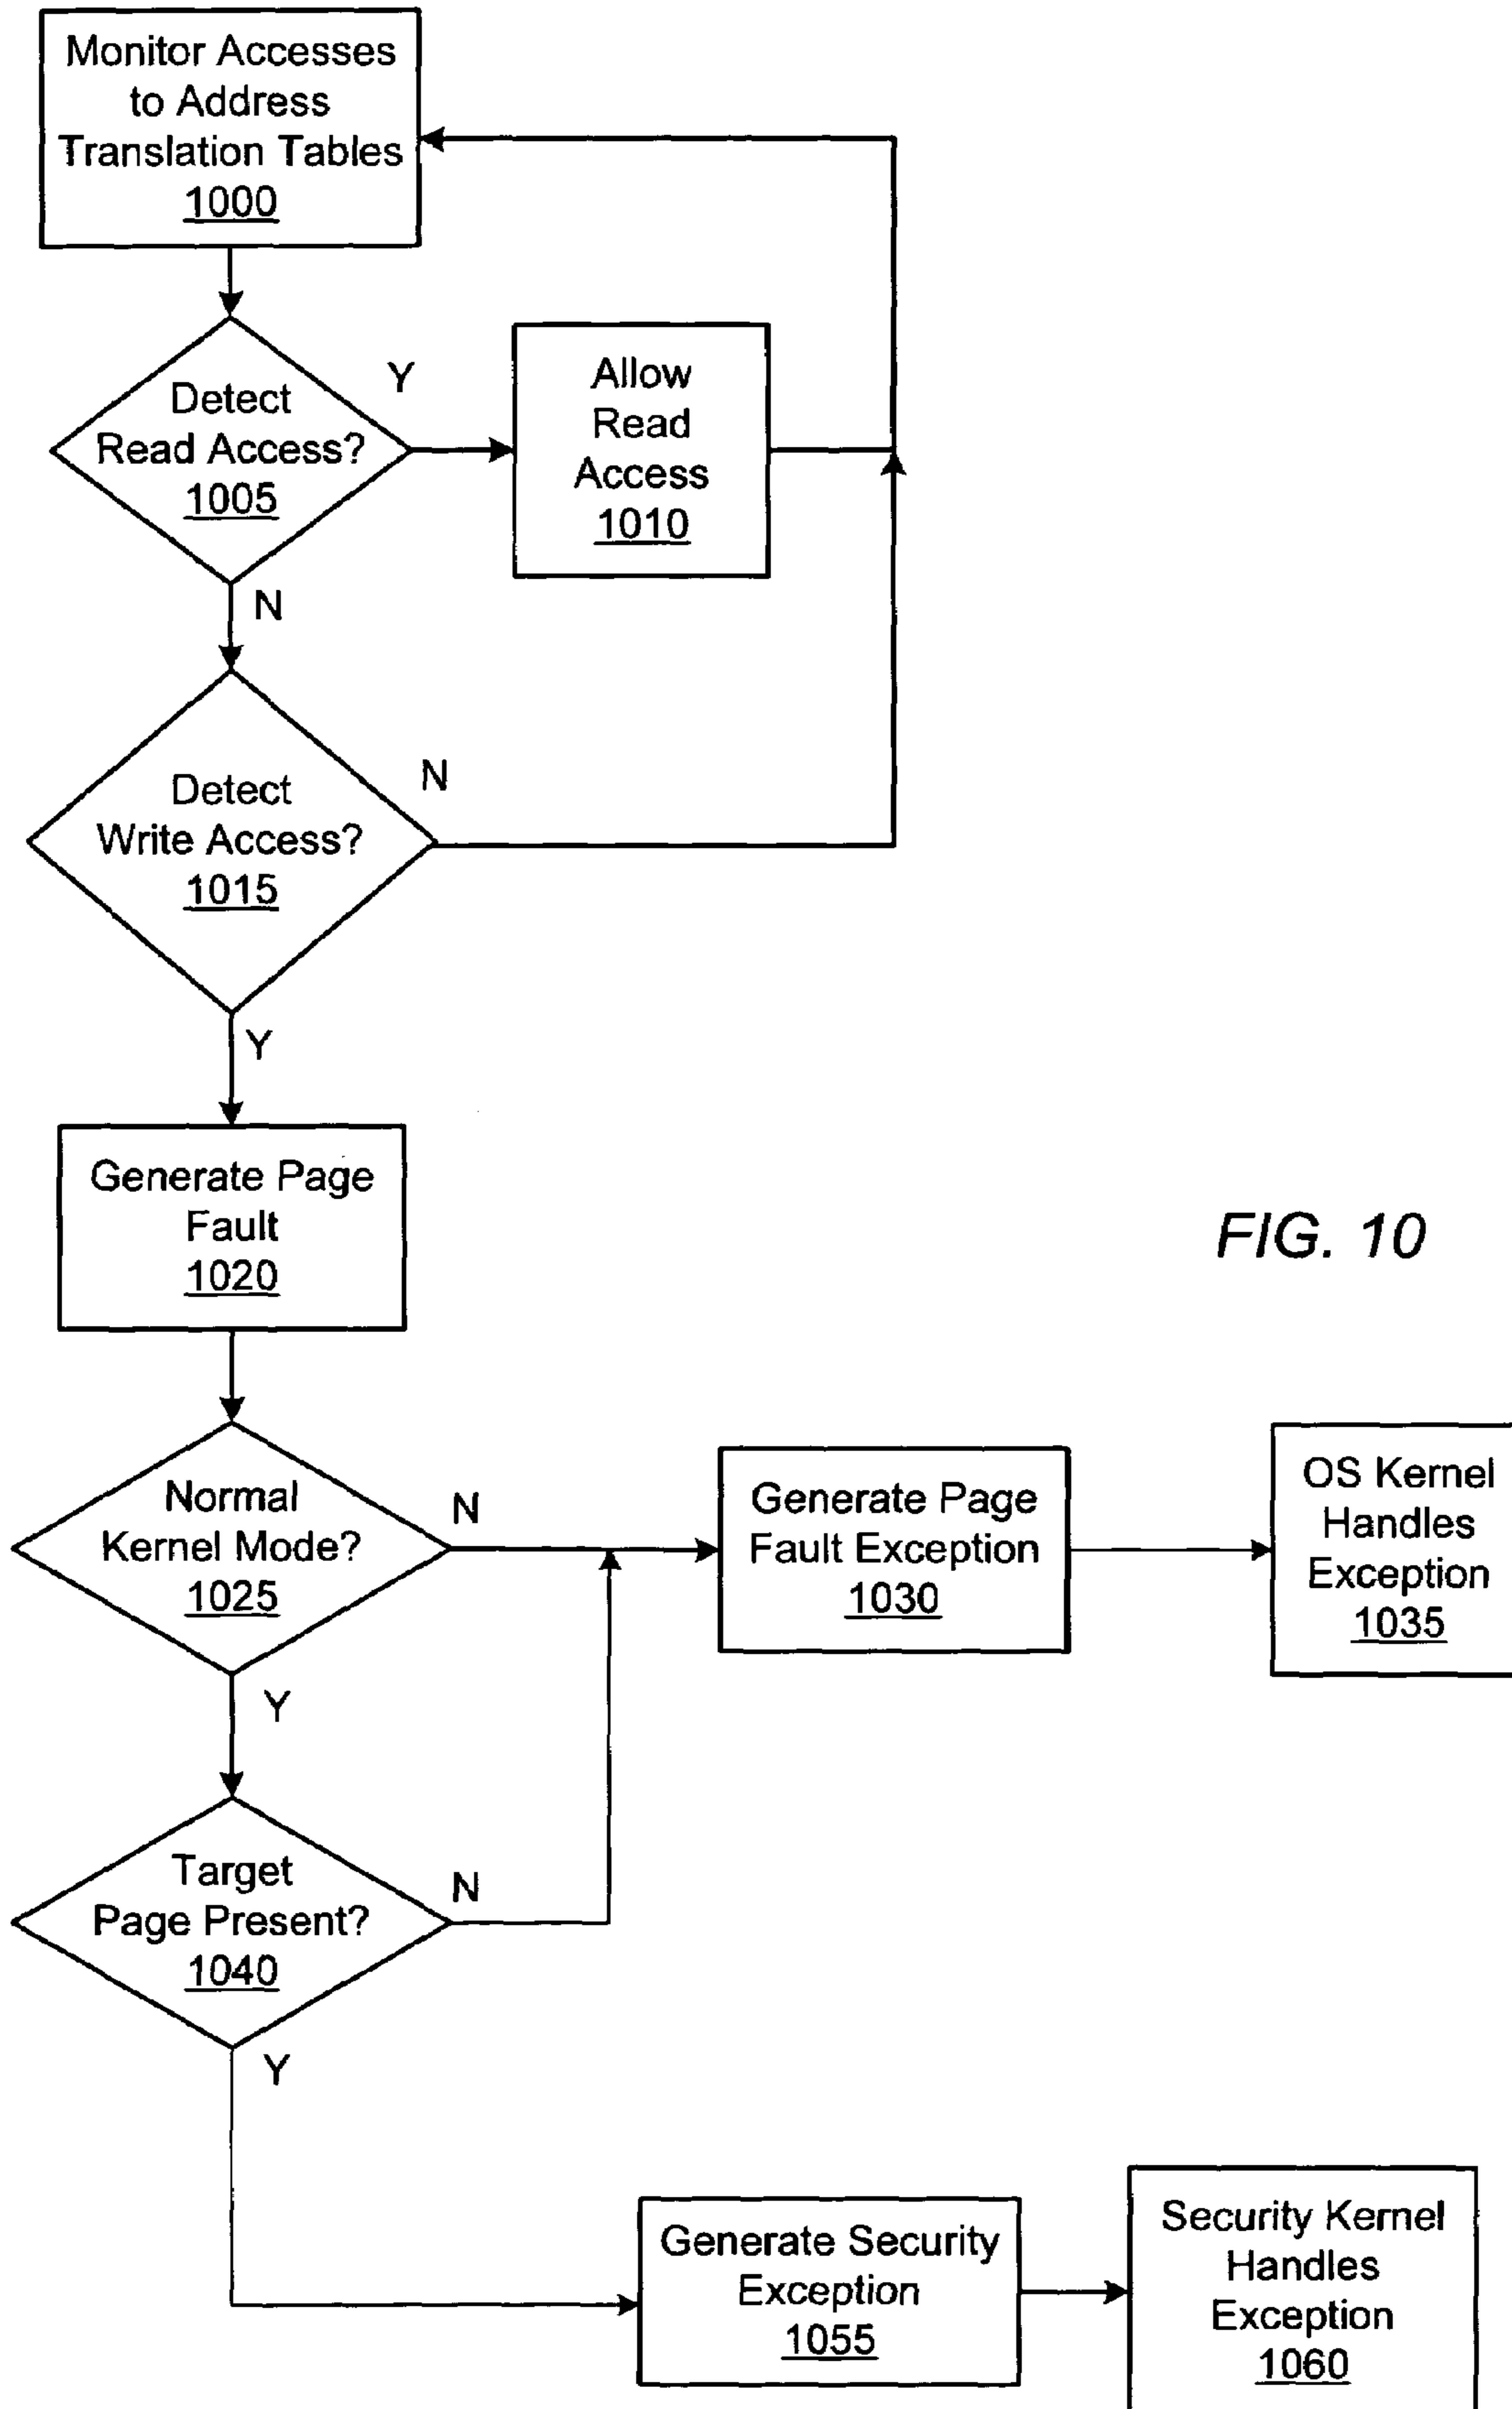 Monitor Accesses
to Address
Translation Tables
1000
Detect
Read Access?
1005
Y
Allow
Read
Access
1010
N
Detect
Write Access?
1015
N
Y
Generate Page
Fault
1020
FIG. 10
Normal
Kernel Mode?
1025
N
Generate Page
Fault Exception
1030
OS Kernel
Handles
Exception
1035
Y
Target
Page Present?
1040
N
Y
Generate Security
Exception
1055
Security Kernel
Handles
Exception
1060